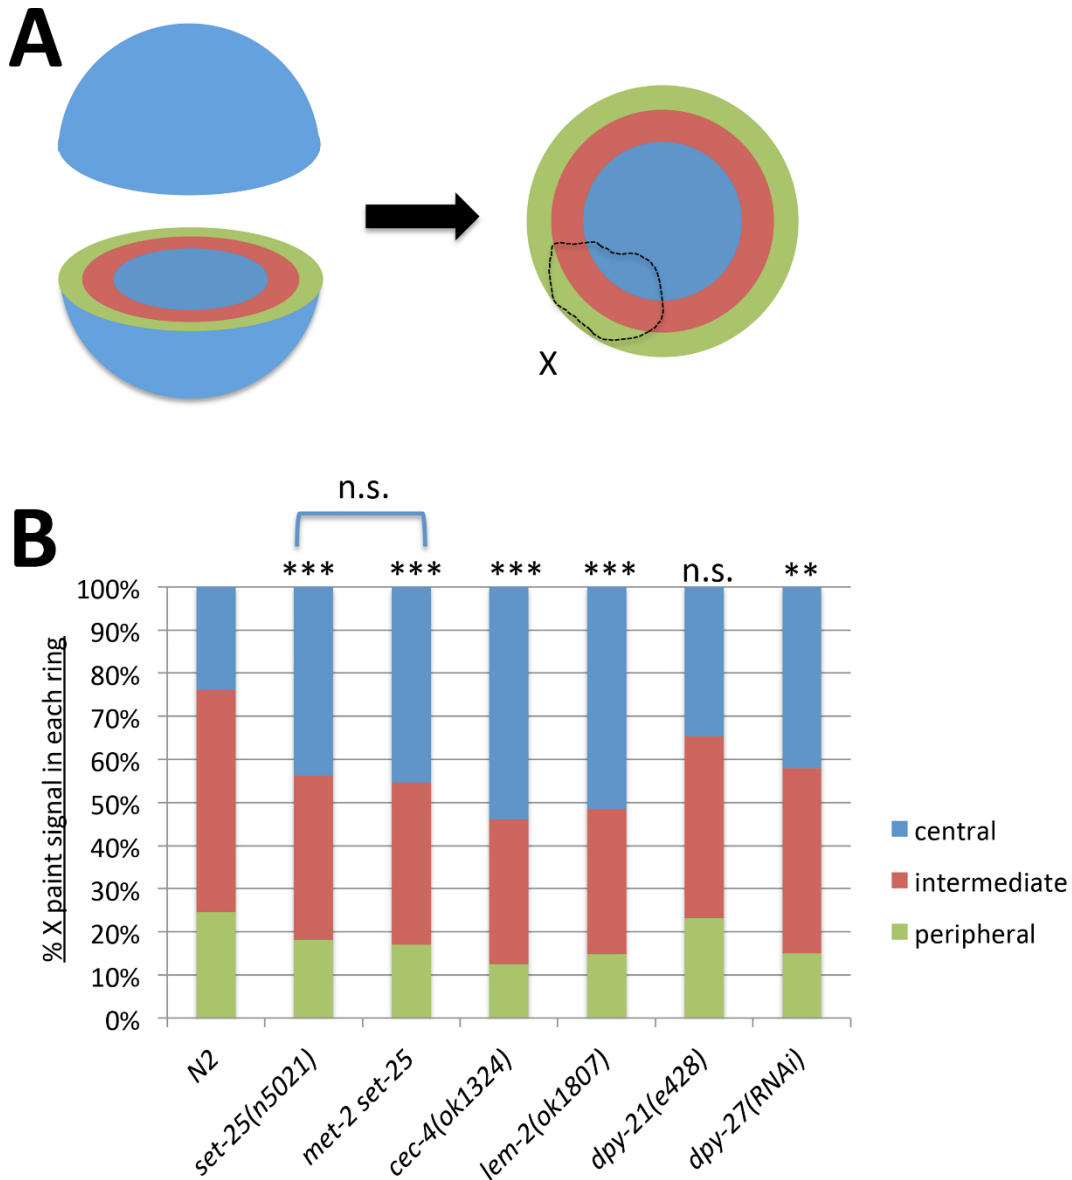 A
X
B
n.s.
*** *** *** *** n.s. **
100%
90%
80%
70%
60%
50%
40%
30%
20%
10%
0%
% X paint signal in each ring
N2
set-25(n5021)
met-2 set-25
cec-4(ok1324)
lem-2(ok1807)
dpy-21(e428)
dpy-27(RNAi)
central
intermediate
peripheral